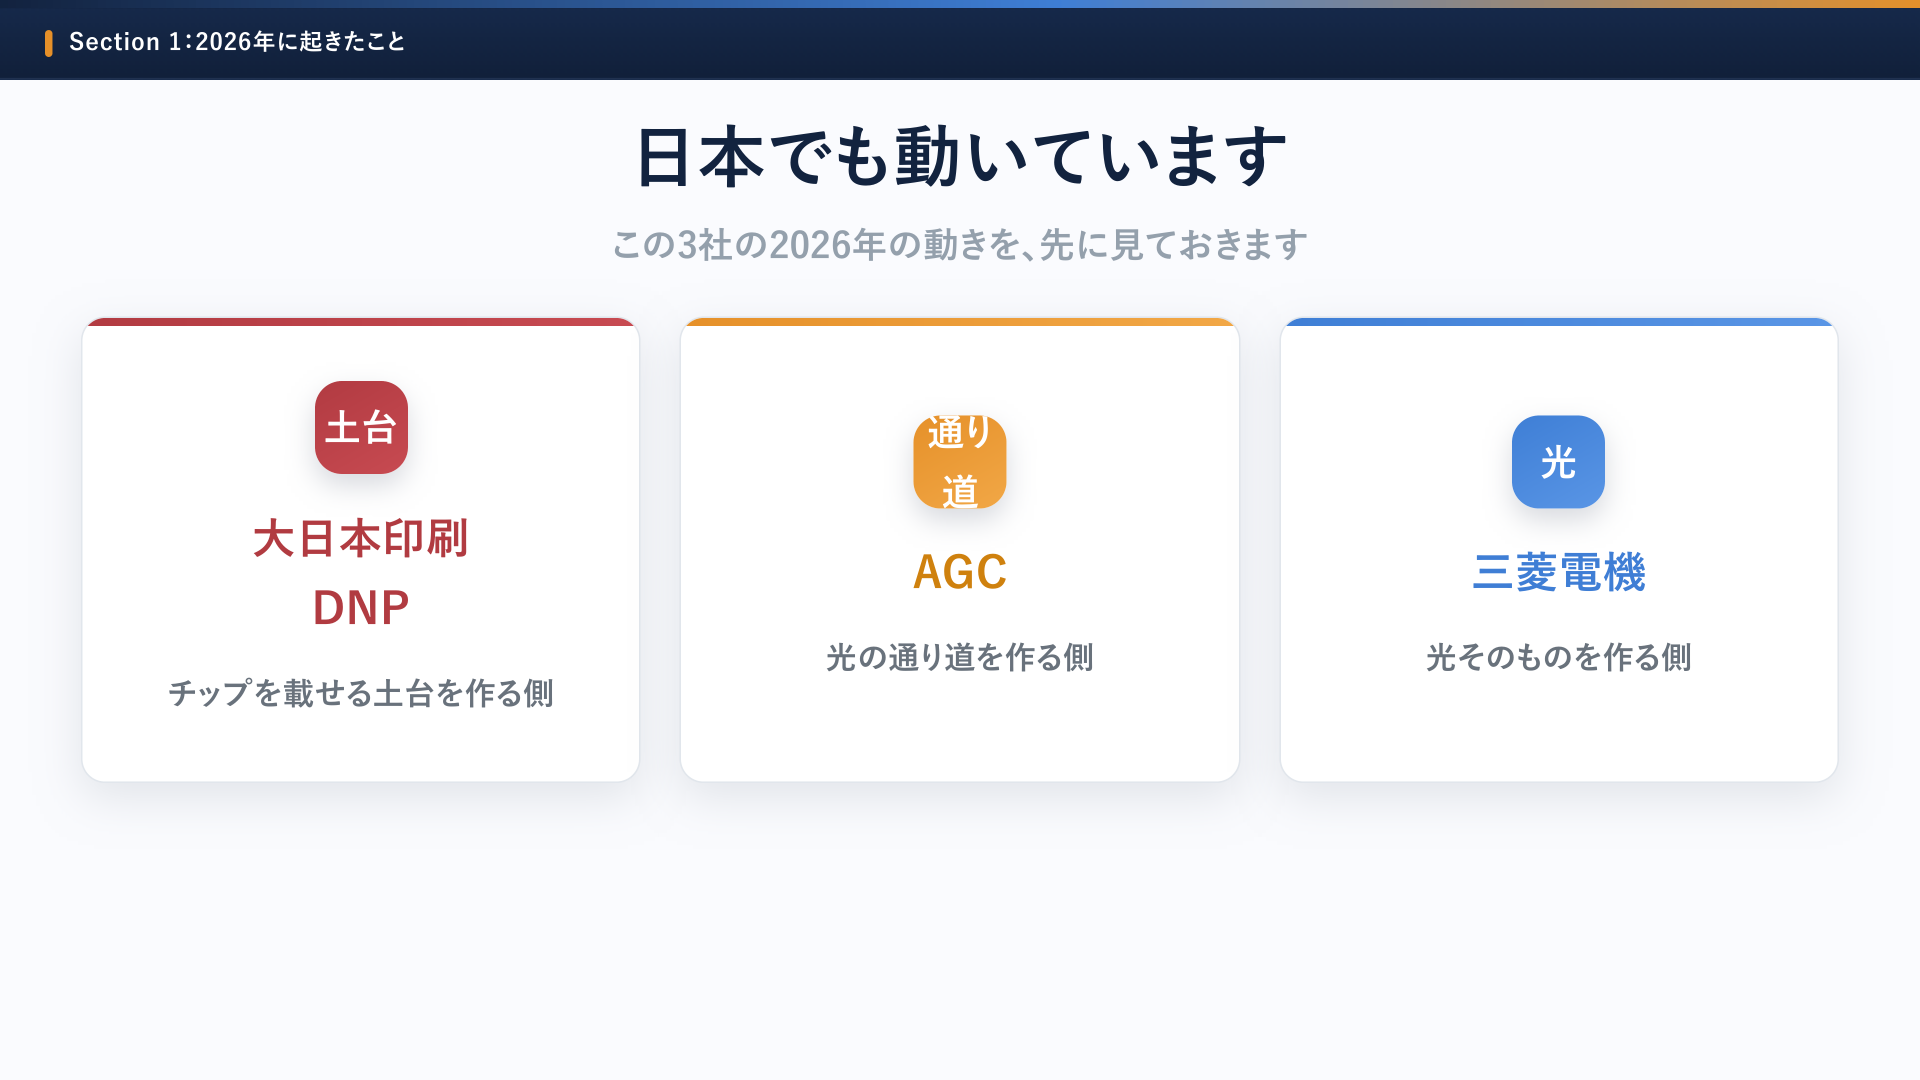 Section 1：2026年に起きたこと
日本でも動いています
この3社の2026年の動きを、先に見ておきます
土台
大日本印刷
DNP
チップを載せる土台を作る側
通り
道
AGC
光の通り道を作る側
光
三菱電機
光そのものを作る側